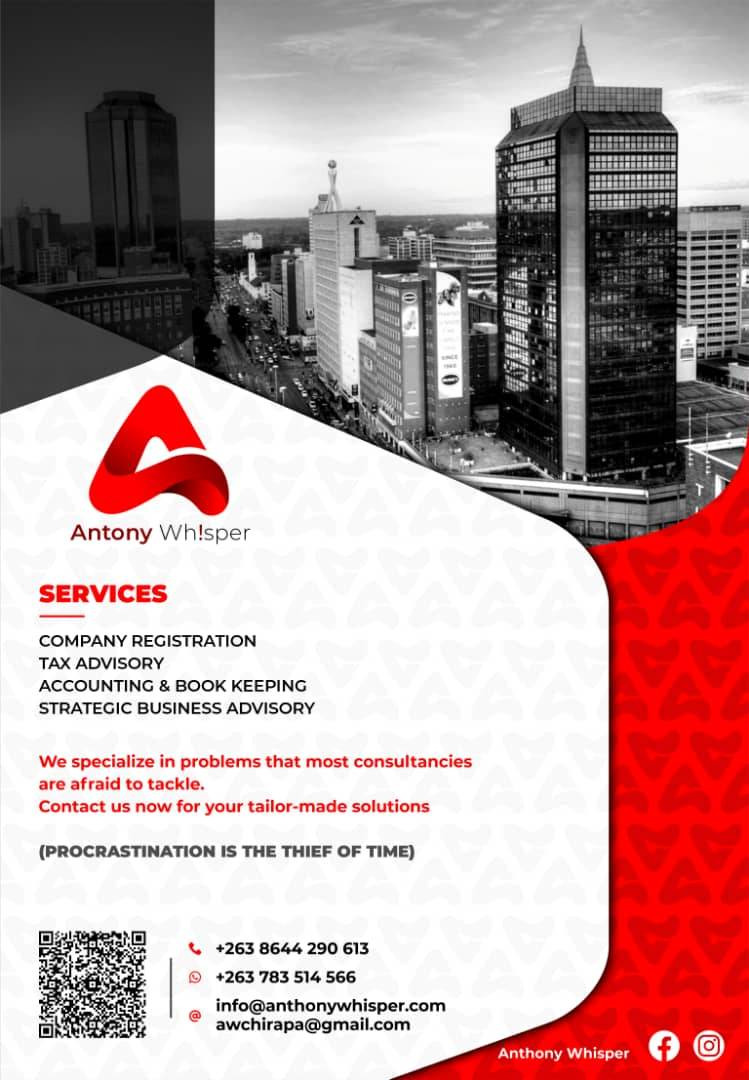 Antony Wh!sper
SERVICES
COMPANY REGISTRATION
TAX ADVISORY
ACCOUNTING & BOOK KEEPING
STRATEGIC BUSINESS ADVISORY
We specialize in problems that most consultancies
are afraid to tackle.
Contact us now for your tailor-made solutions
(PROCRASTINATION IS THE THIEF OF TIME)
+263 8644 290 613
+263 783 514 566
@ info@anthonywhisper.com
awchirapa@gmail.com
Anthony Whisper